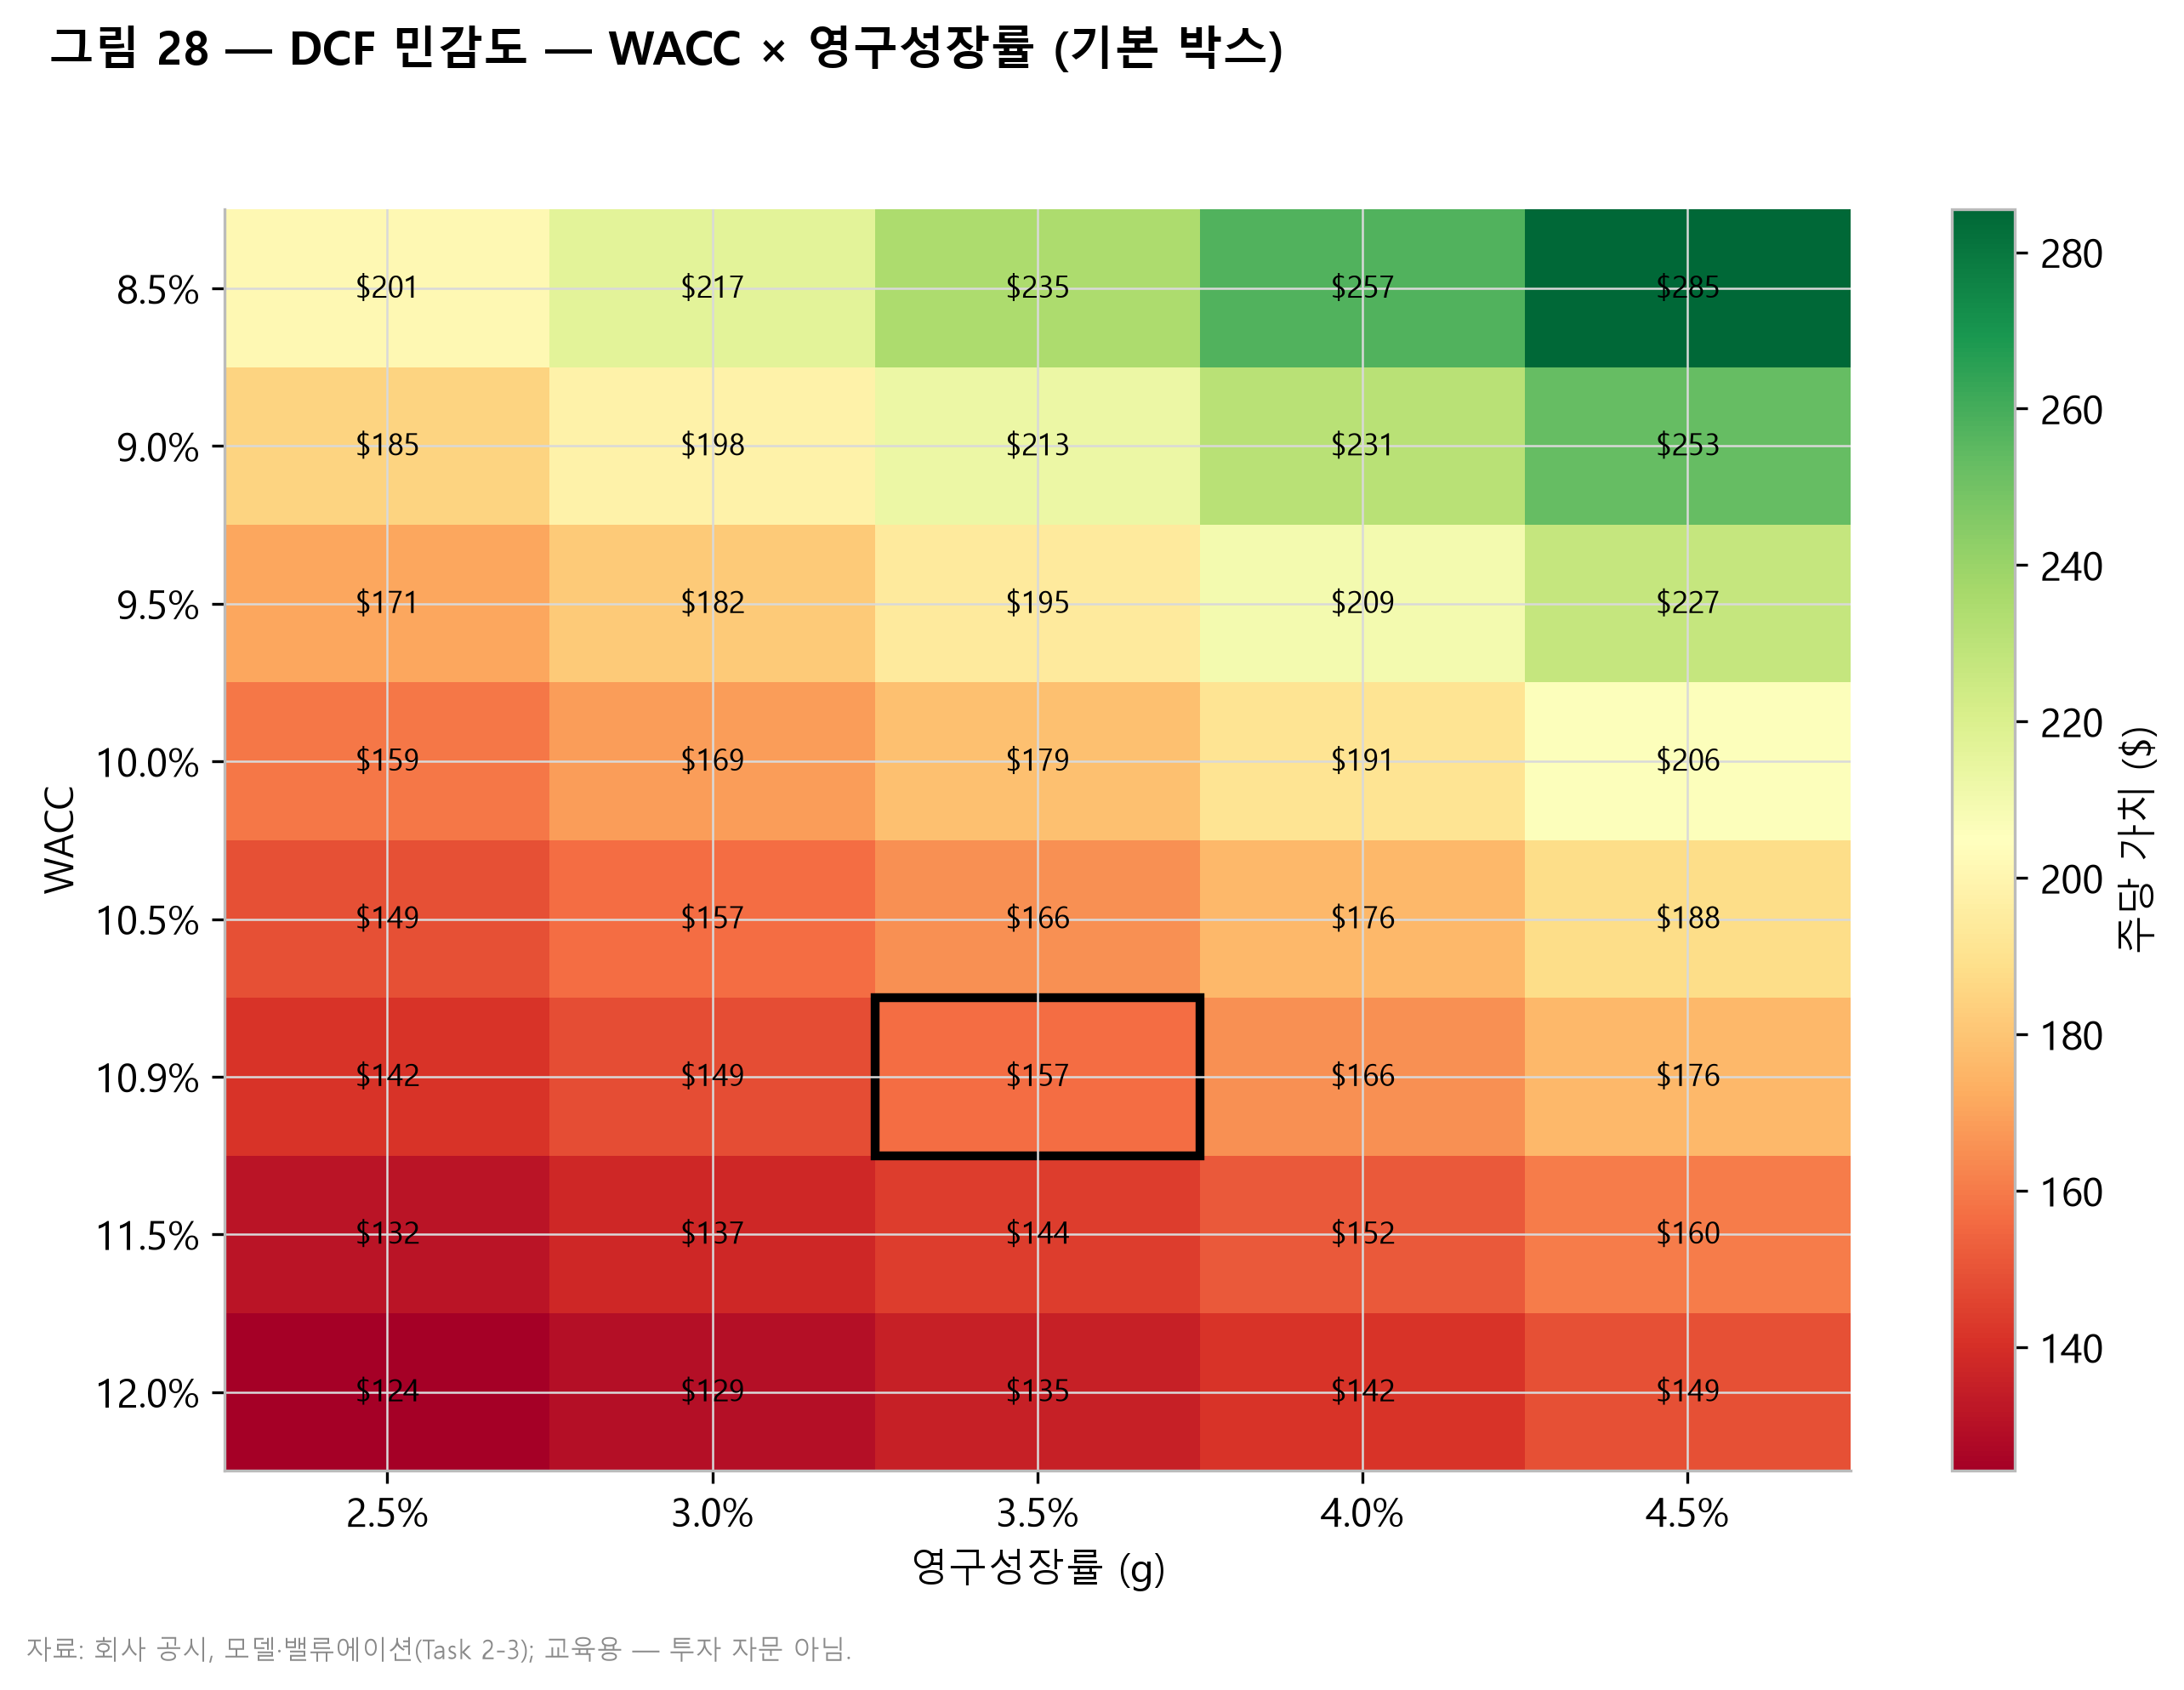 그림 28 — DCF 민감도 — WACC × 영구성장률 (기본 박스)
8.5% $201 $217 $235 $257 $285
9.0% $185 $198 $213 $231 $253
9.5% $171 $182 $195 $209 $227
10.0% $159 $169 $179 $191 $206
10.5% $149 $157 $166 $176 $188
10.9% $142 $149 $157 $166 $176
11.5% $132 $137 $144 $152 $160
12.0% $124 $129 $135 $142 $149
2.5% 3.0% 3.5% 4.0% 4.5%
WACC
영구성장률 (g)
280
260
240
220
200
180
160
140
주당 가치 ($)
자료: 회사 공시, 모델·밸류에이션(Task 2-3); 교육용 — 투자 자문 아님.